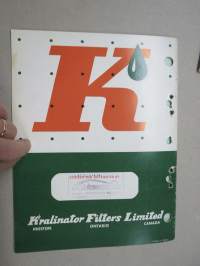 K
Kralinator Filters Limited
PRESTON ONTARIO CANADA